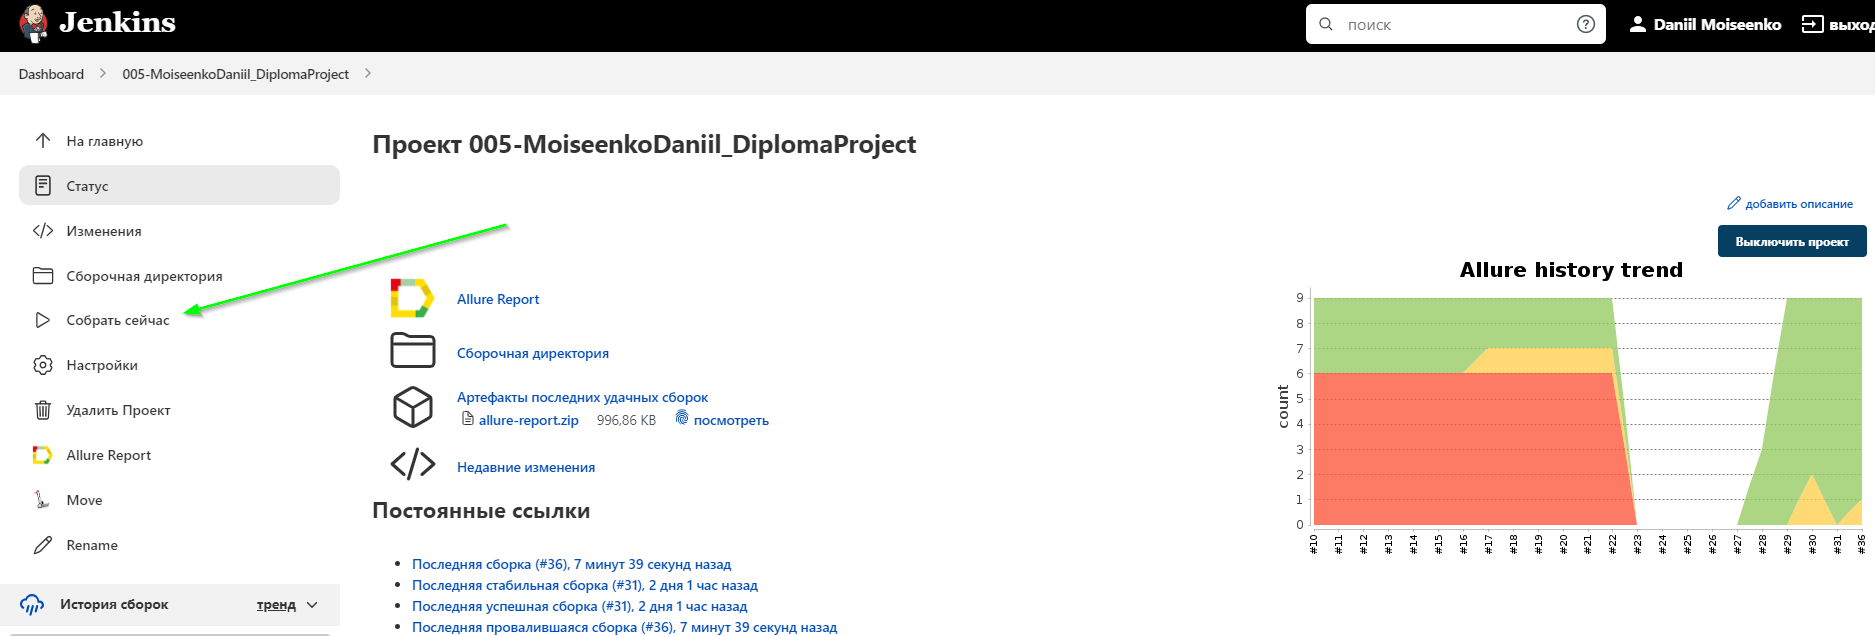 Jenkins
поиск
Daniil Moiseenko
выход
Dashboard
005-MoiseenkoDaniil_DiplomaProject
На главную
Статус
Изменения
Сборочная директория
Собрать сейчас
Настройки
Удалить Проект
Allure Report
Move
Rename
История сборок
тренд
Проект 005-MoiseenkoDaniil_DiplomaProject
добавить описание
Выключить проект
Allure Report
Сборочная директория
Артефакты последних удачных сборок
allure-report.zip 996,86 KB посмотреть
Недавние изменения
Постоянные ссылки
Последняя сборка (#36), 7 минут 39 секунд назад
Последняя стабильная сборка (#31), 2 дня 1 час назад
Последняя успешная сборка (#31), 2 дня 1 час назад
Последняя провалившаяся сборка (#36), 7 минут 39 секунд назад
Allure history trend
count
9
8
7
6
5
4
3
2
1
0
#10 #11 #12 #13 #14 #15 #16 #17 #18 #19 #20 #21 #22 #23 #24 #25 #26 #27 #28 #29 #30 #31 #36